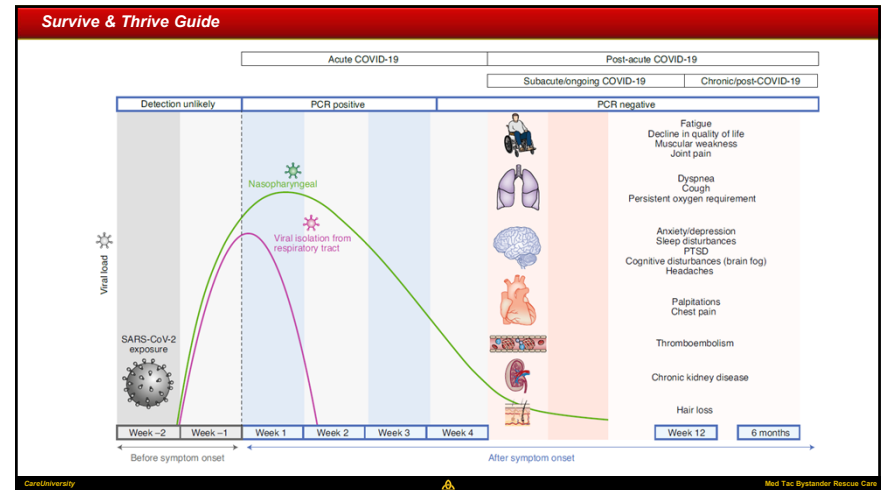 Survive & Thrive Guide
Acute COVID-19
Post-acute COVID-19
Subacute/ongoing COVID-19
Chronic/post-COVID-19
Detection unlikely
PCR positive
PCR negative
Fatigue
Decline in quality of life
Muscular weakness
Joint pain
Nasopharyngeal
Dyspnea
Cough
Persistent oxygen requirement
Viral isolation from
respiratory tract
Anxiety/depression
Sleep disturbances
PTSD
Cognitive disturbances (brain fog)
Headaches
Viral load
Palpitations
Chest pain
SARS-CoV-2
exposure
Thromboembolism
Chronic kidney disease
Hair loss
Week –2
Week –1
Week 1
Week 2
Week 3
Week 4
Week 12
6 months
Before symptom onset
After symptom onset
CareUniversity
Med Tac Bystander Rescue Care